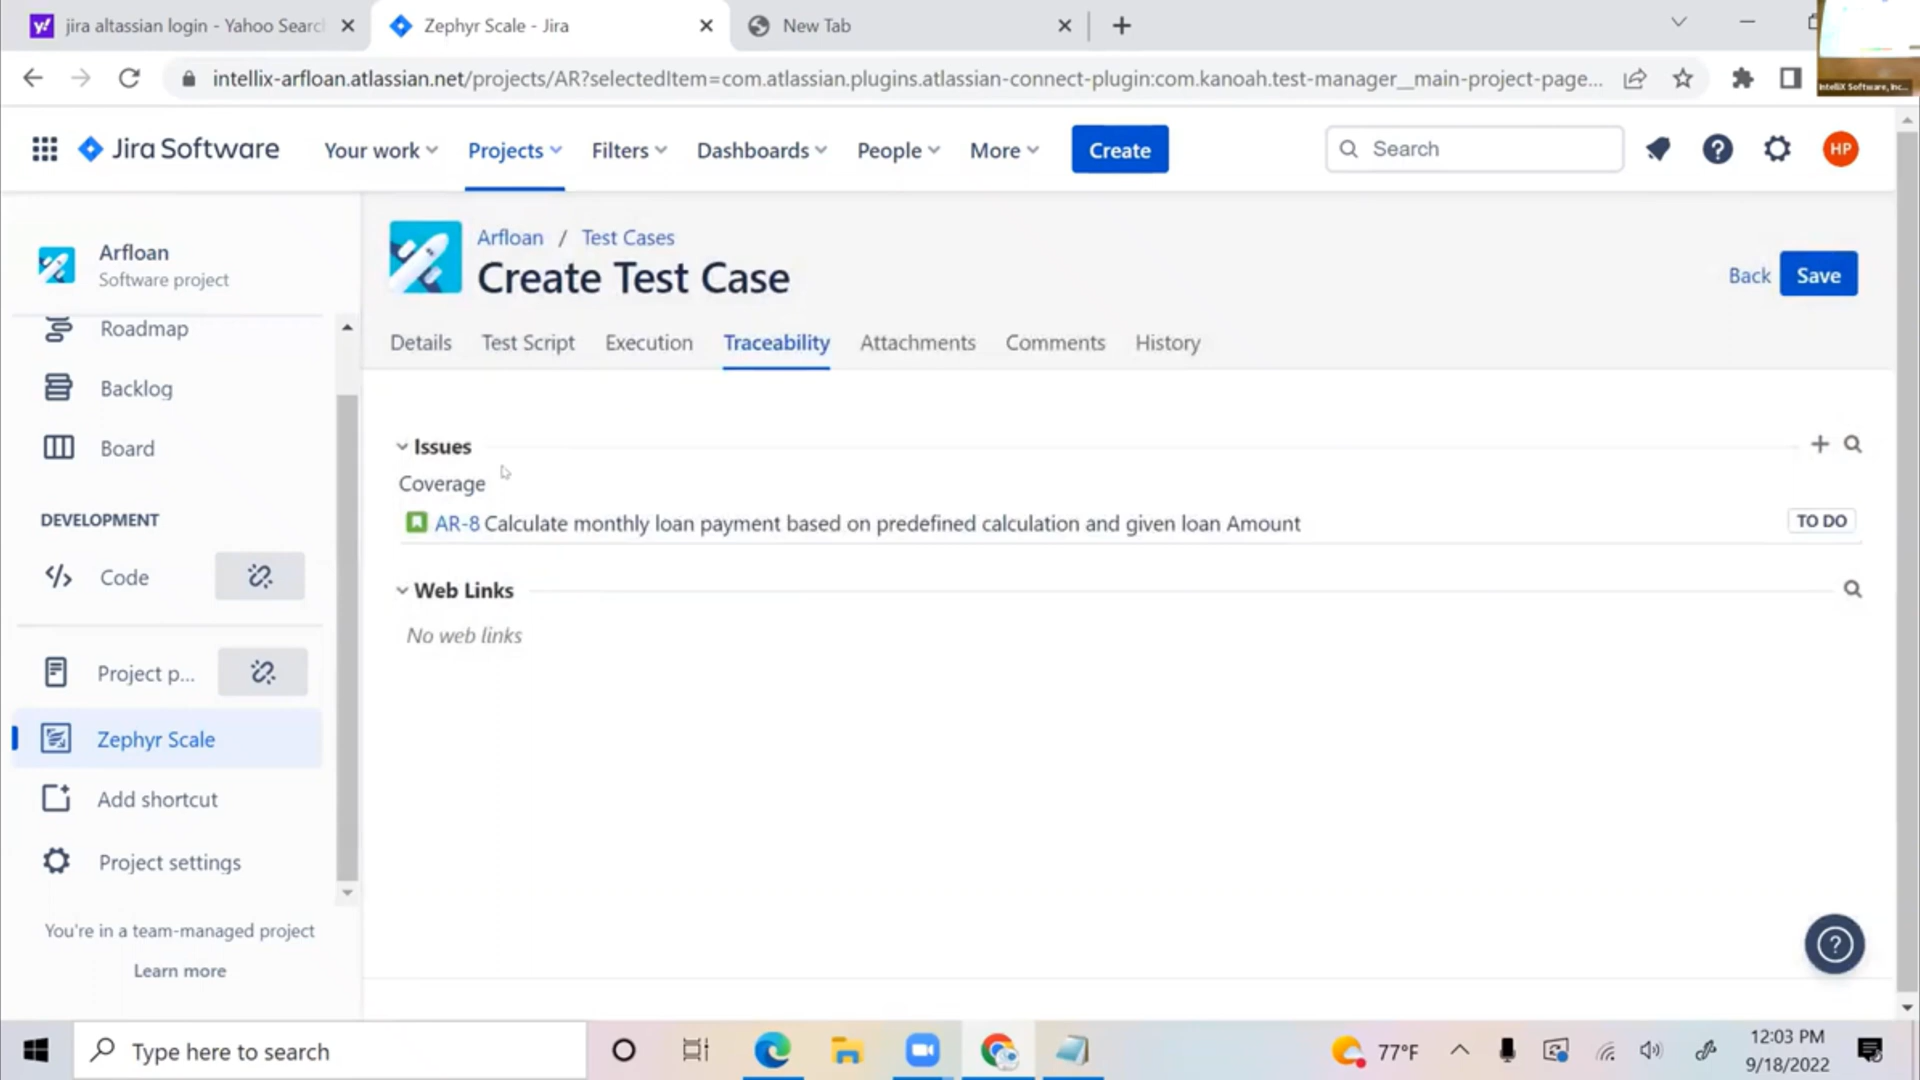 jira altassian login - Yahoo Searc
Zephyr Scale - Jira
New Tab
intellix-arfloan.atlassian.net/projects/AR?selectedItem=com.atlassian.plugins.atlassian-connect-plugin:com.kanoah.test-manager__main-project-page...
IntelliX Software, Inc...
Jira Software
Your work
Projects
Filters
Dashboards
People
More
Create
Search
HP
Arfloan
Software project
Roadmap
Backlog
Board
DEVELOPMENT
Code
Project p...
Zephyr Scale
Add shortcut
Project settings
You're in a team-managed project
Learn more
Arfloan / Test Cases
Create Test Case
Back
Save
Details
Test Script
Execution
Traceability
Attachments
Comments
History
Issues
Coverage
AR-8 Calculate monthly loan payment based on predefined calculation and given loan Amount
TO DO
Web Links
No web links
Type here to search
77°F
12:03 PM
9/18/2022